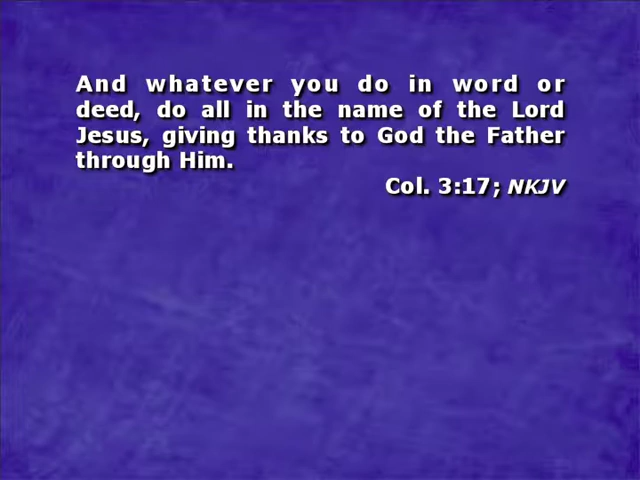 And whatever you do in word or
deed, do all in the name of the Lord
Jesus, giving thanks to God the Father
through Him.
Col. 3:17; NKJV